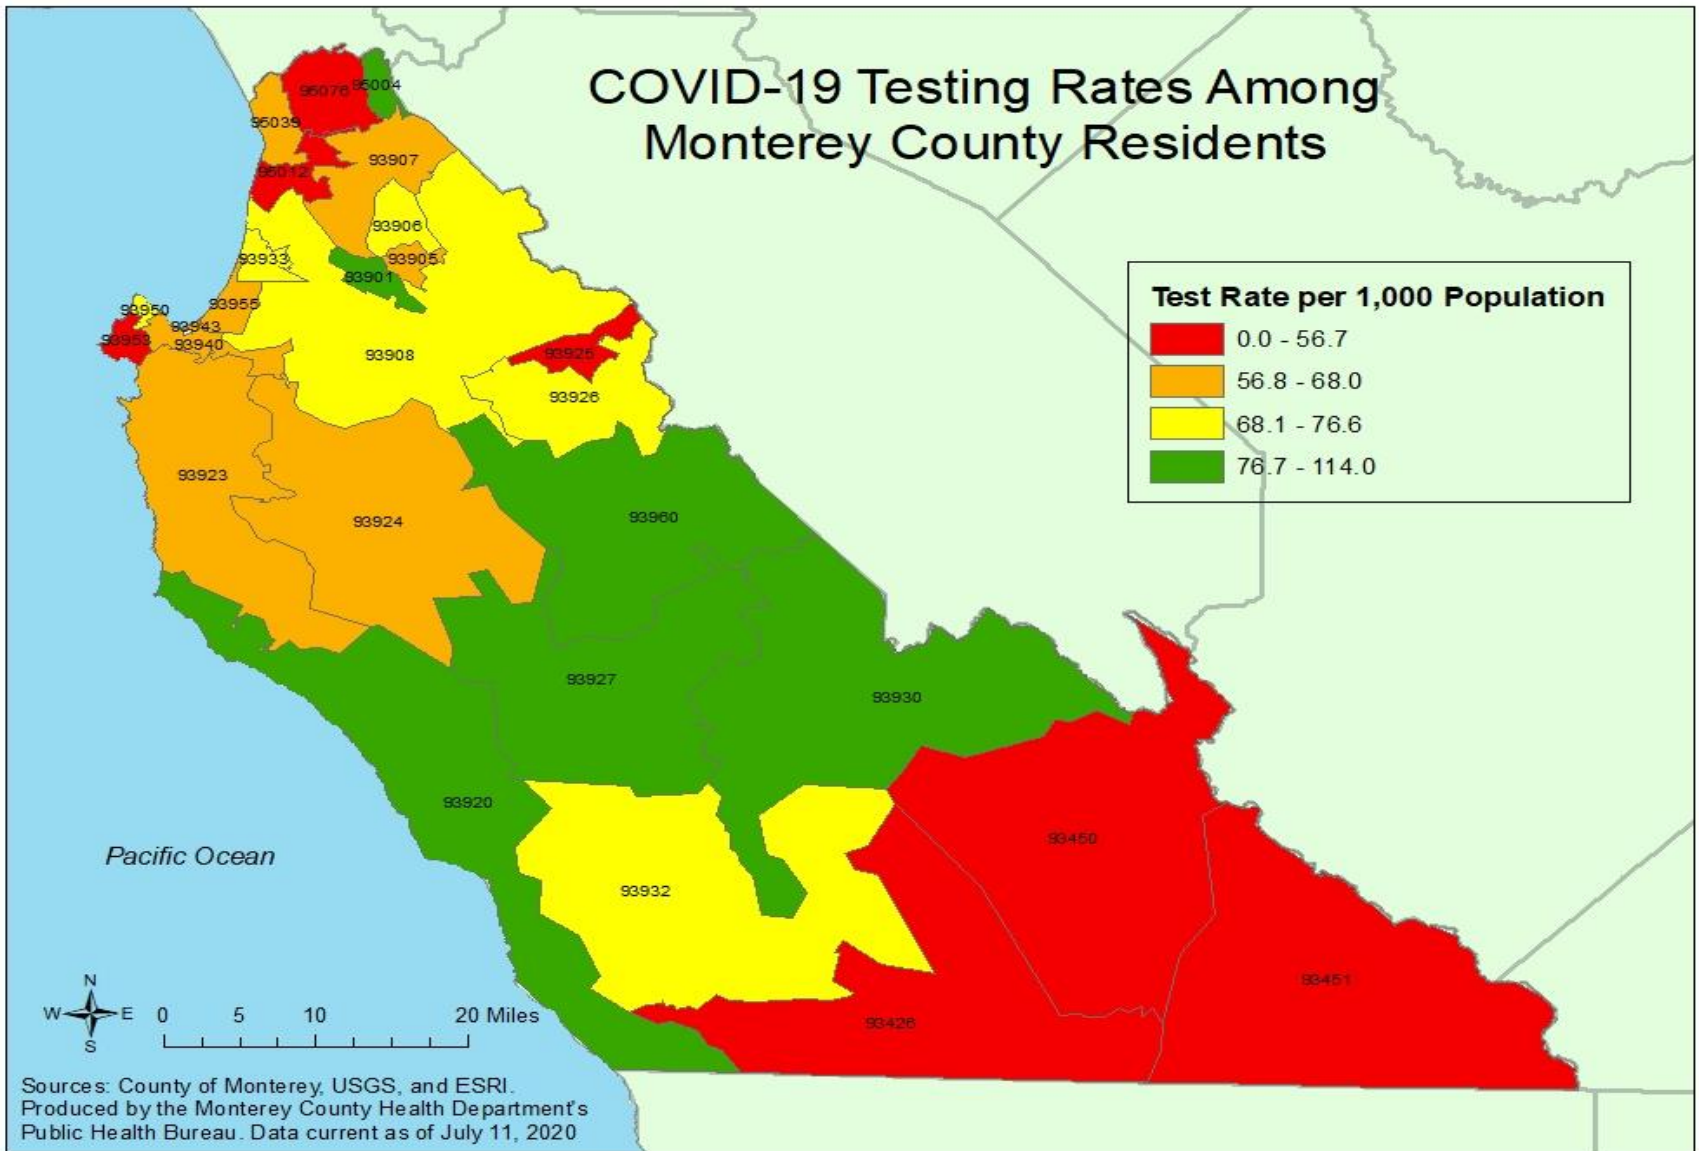 COVID-19 Testing Rates Among
Monterey County Residents
95076
95004
95039
93907
95012
93906
93933
93905
93901
93950
93955
93943
93953
93940
93908
93925
93926
Test Rate per 1,000 Population
0.0 - 56.7
56.8 - 68.0
68.1 - 76.6
76.7 - 114.0
93923
93924
93960
93927
93930
93920
93450
93932
93451
93426
Pacific Ocean
N
W E
S
0 5 10 20 Miles
Sources: County of Monterey, USGS, and ESRI.
Produced by the Monterey County Health Department's
Public Health Bureau. Data current as of July 11, 2020